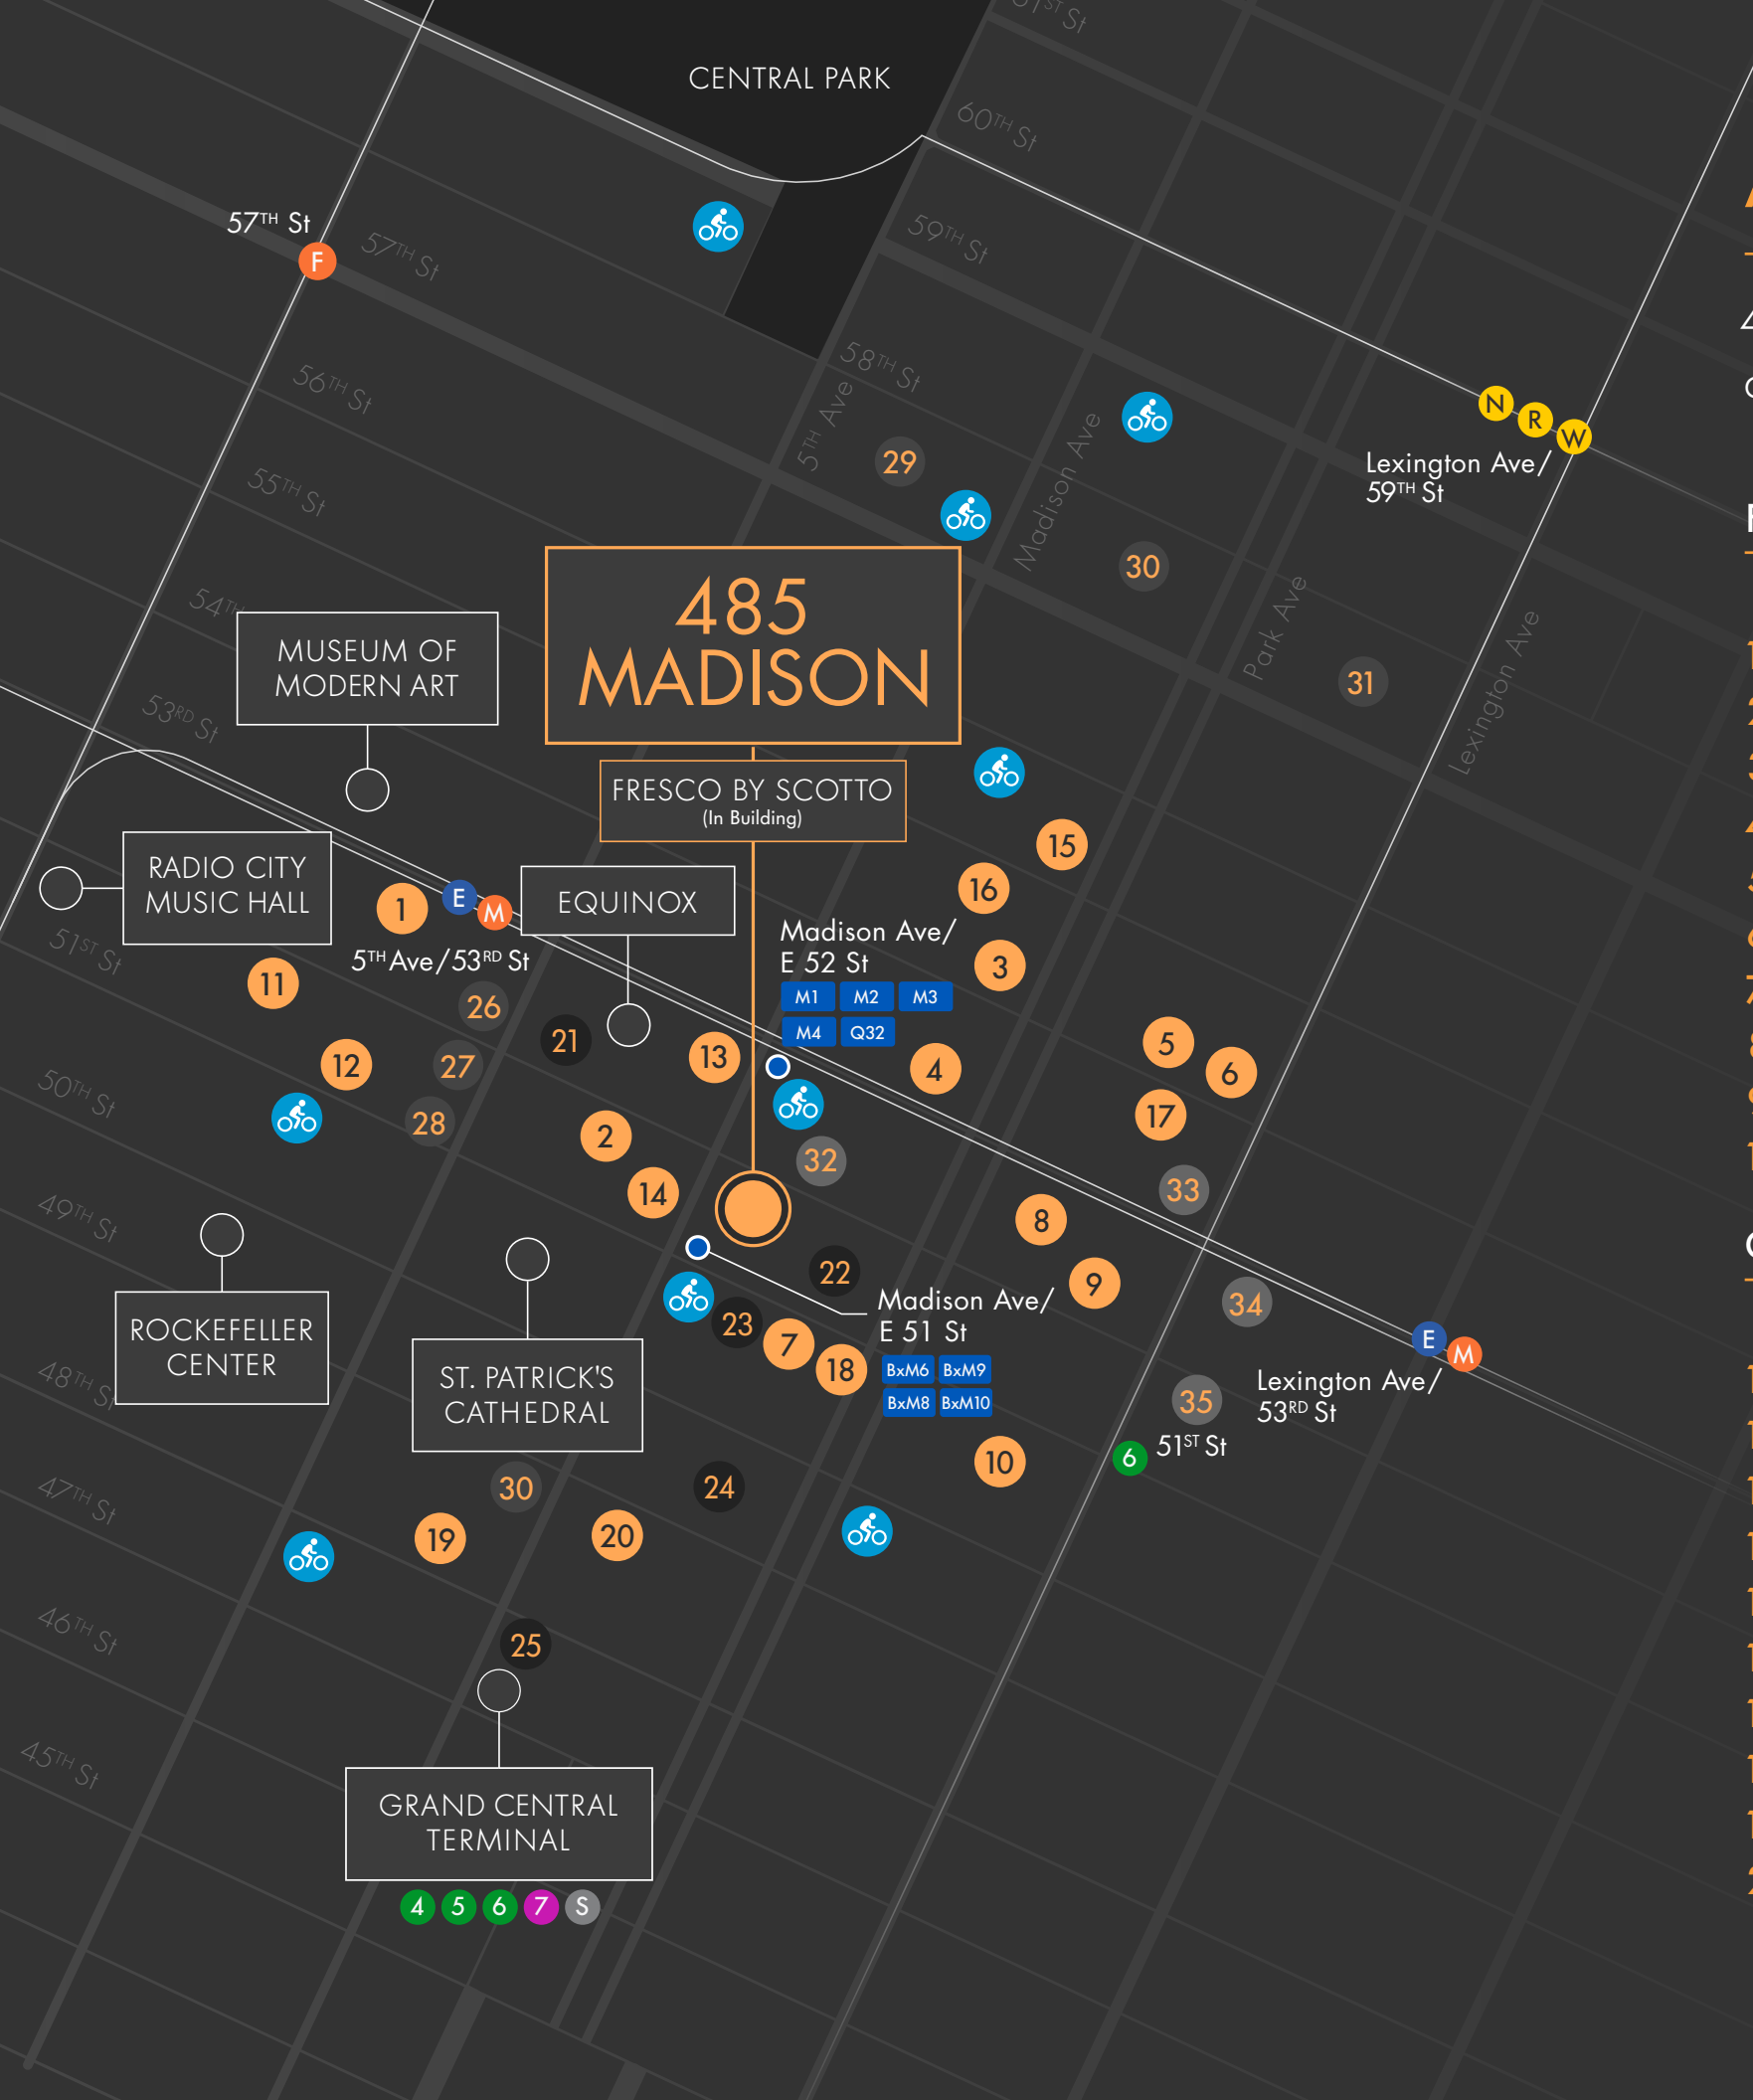 61ST St
CENTRAL PARK
60TH St
57TH St
F
57TH St
59TH St
58TH St
56TH St
5TH Ave
Madison Ave
N
R
W
Lexington Ave/
59TH St
29
55TH St
30
485
MADISON
54TH
Park Ave
Lexington Ave
31
MUSEUM OF
MODERN ART
53RD St
FRESCO BY SCOTTO
(In Building)
15
RADIO CITY
MUSIC HALL
16
1
E
M
EQUINOX
5TH Ave/53RD St
Madison Ave/
E 52 St
M1
M2
M3
M4
Q32
3
51ST St
11
26
21
13
4
5
6
12
27
50TH St
28
2
17
32
14
33
49TH St
8
22
9
34
ROCKEFELLER
CENTER
23
7
18
Madison Ave/
E 51 St
BxM6
BxM9
BxM8
BxM10
E
M
Lexington Ave/
53RD St
48TH St
ST. PATRICK'S
CATHEDRAL
35
6
51ST St
10
47TH St
30
24
19
20
46TH St
25
45TH St
GRAND CENTRAL
TERMINAL
4
5
6
7
S